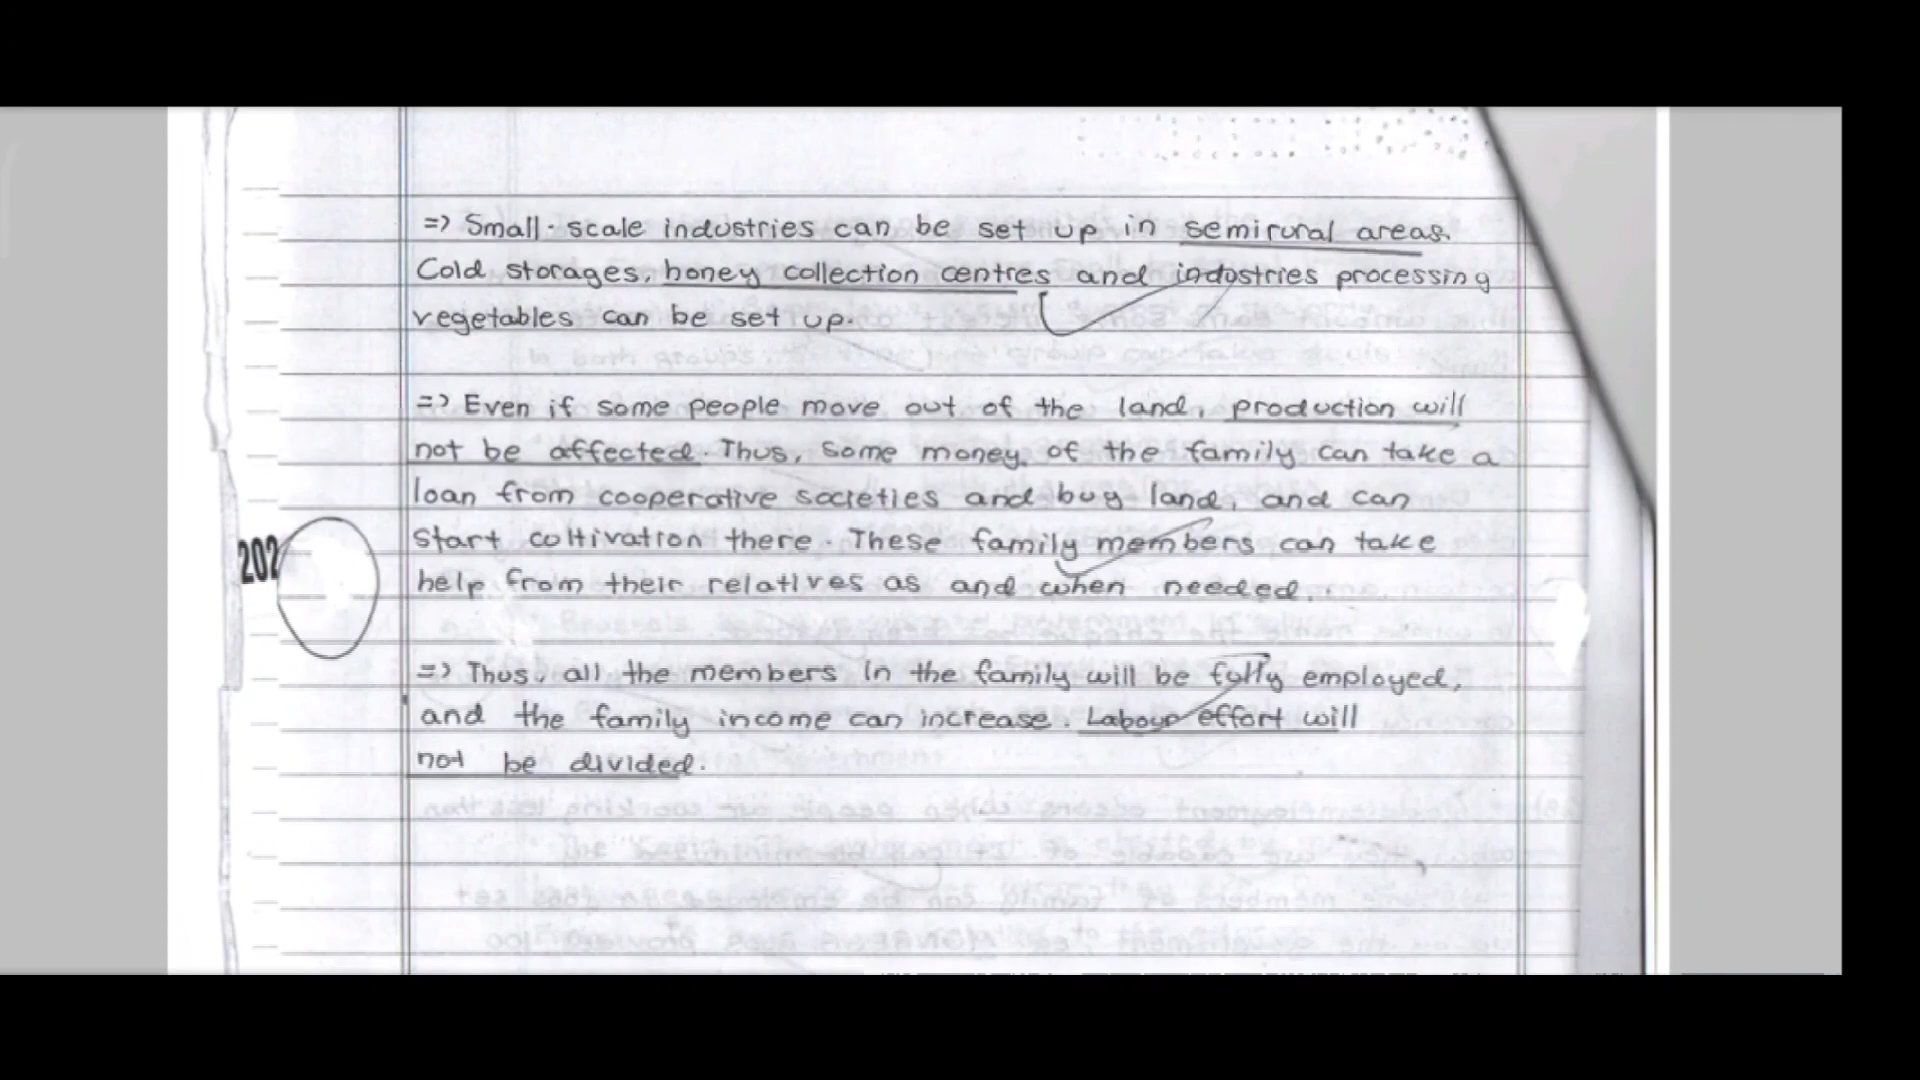 => Small-scale industries can be set up in semirural areas.
Cold storages, honey collection centres and industries processing
vegetables can be set up.
=> Even if some people move out of the land, production will
not be affected. Thus, some money of the family can take a
loan from cooperative societies and buy land, and can
start cultivation there. These family members can take
202
help from their relatives as and when needed.
=> Thus, all the members in the family will be fully employed,
and the family income can increase. Labour effort will
not be divided.